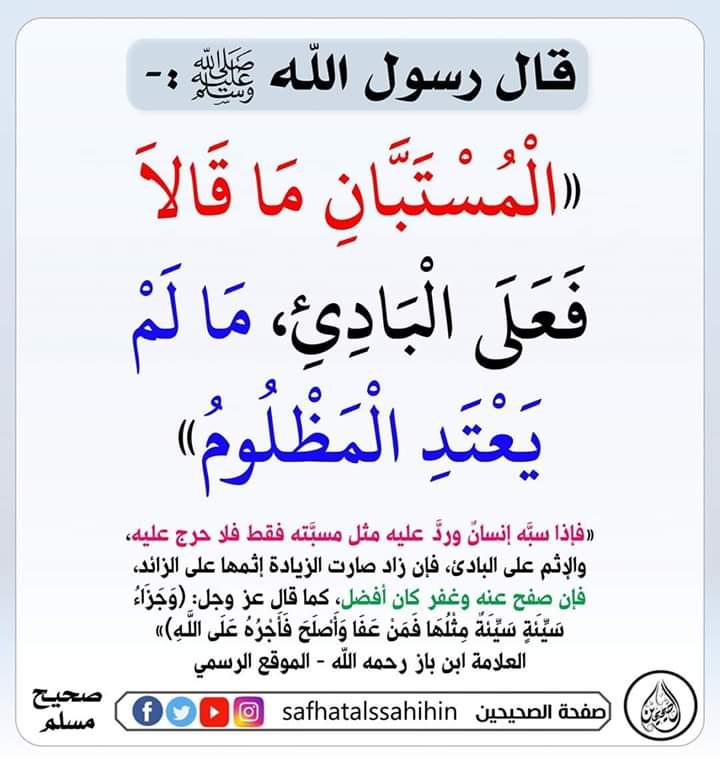 قال رسول الله ﷺ :-
«الْمُسْتَبَّانِ مَا قَالاَ
فَعَلَى الْبَادِئِ، مَا لَمْ
يَعْتَدِ الْمَظْلُومُ»
«فإذا سبَّه إنسانٌ وردَّ عليه مثل مسبَّته فقط فلا حرج عليه،
والإثم على البادئ، فإن زاد صارت الزيادة إثمها على الزائد،
فإن صفح عنه وغفر كان أفضل، كما قال عز وجل: (وَجَزَاءُ
سَيِّئَةٍ سَيِّئَةٌ مِثْلُهَا فَمَنْ عَفَا وَأَصْلَحَ فَأَجْرُهُ عَلَى اللَّهِ)»
العلامة ابن باز رحمه الله - الموقع الرسمي
صفحة الصحيحين safhatalssahihin
صحيح
مسلم